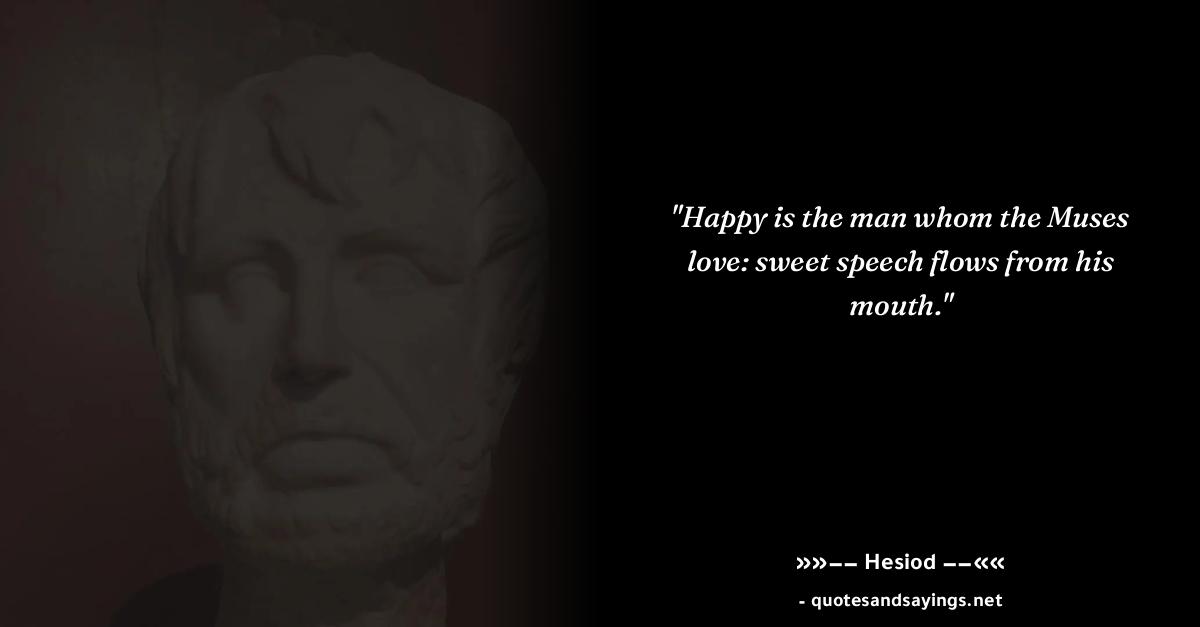 "Happy is the man whom the Muses
love: sweet speech flows from his
mouth."
»»−− Hesiod −−««
- quotesandsayings.net